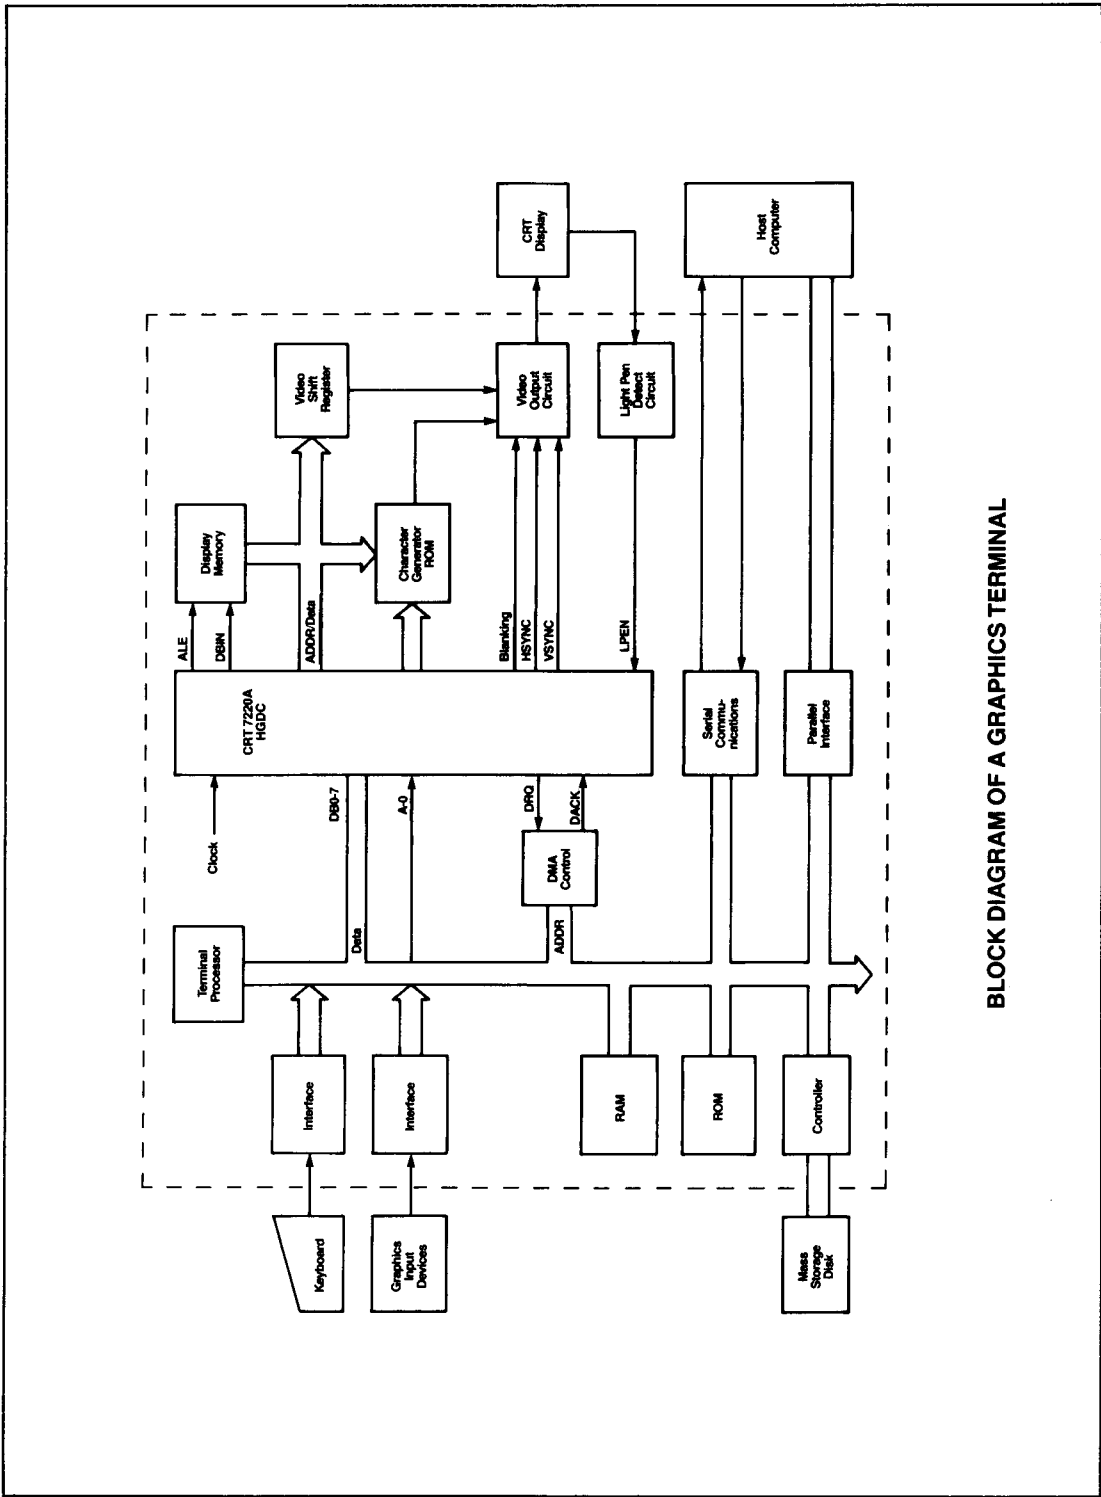 Keyboard
Graphics
Input
Devices
Mass
Storage
Disk
Interface
Interface
RAM
ROM
Controller
Terminal
Processor
Data
ADDR
Clock
DMA
Control
DB0-7
A-0
DRQ
DACK
CRT 7220A
HGDC
Serial
Commu-
nications
Parallel
Interface
ALE
DBIN
ADDR/Data
Blanking
HSYNC
VSYNC
LPEN
Display
Memory
Character
Generator
ROM
Video
Shift
Register
Video
Output
Circuit
Light Pen
Detect
Circuit
CRT
Display
Host
Computer
BLOCK DIAGRAM OF A GRAPHICS TERMINAL